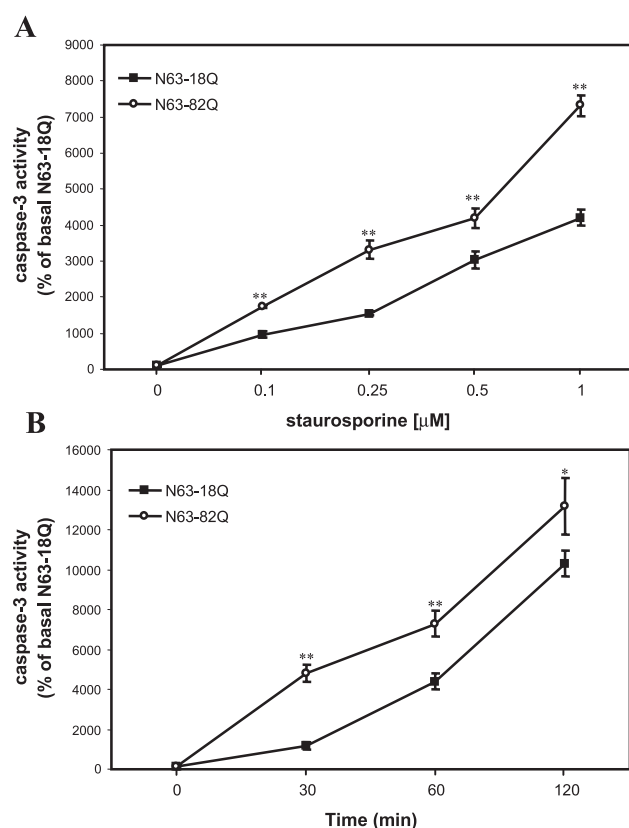 A
caspase-3 activity
(% of basal N63-18Q)
9000
8000
7000
6000
5000
4000
3000
2000
1000
0
N63-18Q
N63-82Q
**
**
**
**
0 0.1 0.25 0.5 1
staurosporine [μM]
B
caspase-3 activity
(% of basal N63-18Q)
16000
14000
12000
10000
8000
6000
4000
2000
0
N63-18Q
N63-82Q
**
**
*
0 30 60 120
Time (min)